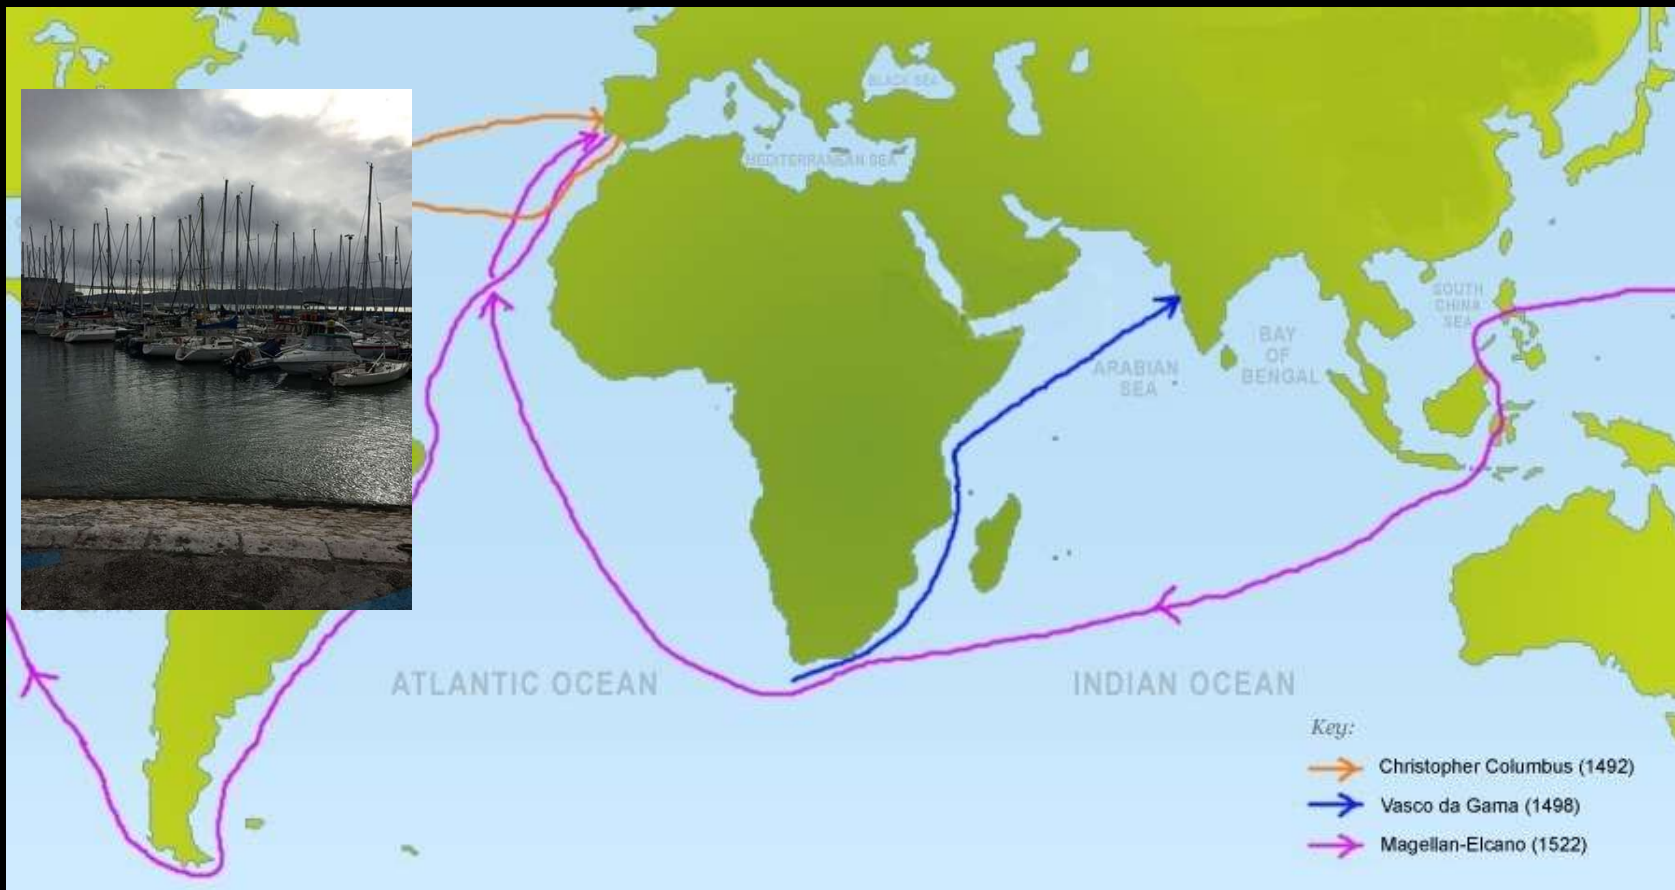 BLACK SEA
MEDITERRANEAN SEA
SOUTH
CHINA
SEA
BAY
OF
BENGAL
ARABIAN
SEA
ATLANTIC OCEAN
INDIAN OCEAN
Key:
Christopher Columbus (1492)
Vasco da Gama (1498)
Magellan-Elcano (1522)